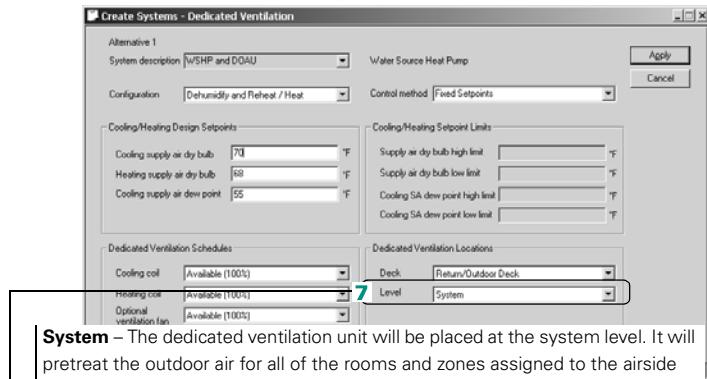 Create Systems - Dedicated Ventilation
Alternative 1
System description WSHP and DOAU
Water Source Heat Pump
Apply
Cancel
Configuration Dehumidify and Reheat / Heat
Control method Fixed Setpoints
Cooling/Heating Design Setpoints
Cooling supply air dry bulb 70 °F
Heating supply air dry bulb 68 °F
Cooling supply air dew point 55 °F
Cooling/Heating Setpoint Limits
Supply air dry bulb high limit °F
Supply air dry bulb low limit °F
Cooling SA dew point high limit °F
Cooling SA dew point low limit °F
Dedicated Ventilation Schedules
Cooling coil Available (100%)
Heating coil Available (100%)
Optional
ventilation fan Available (100%)
Dedicated Ventilation Locations
Deck Return/Outdoor Deck
7 Level System
System – The dedicated ventilation unit will be placed at the system level. It will
pretreat the outdoor air for all of the rooms and zones assigned to the airside